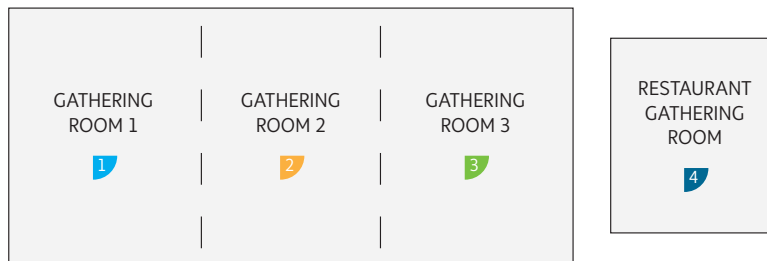 GATHERING
ROOM 1
1
GATHERING
ROOM 2
2
GATHERING
ROOM 3
3
RESTAURANT
GATHERING
ROOM
4